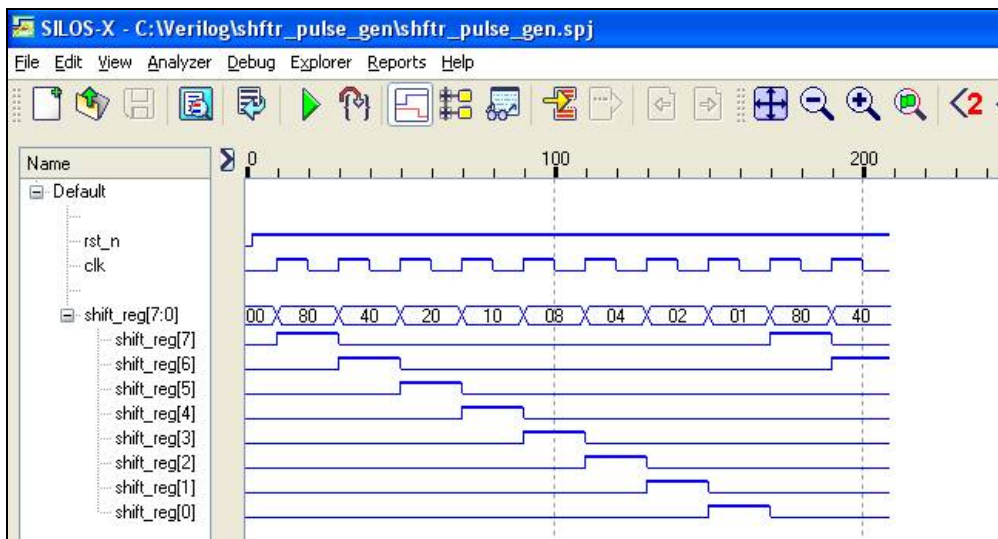 SILOS-X - C:\Verilog\shftr_pulse_gen\shftr_pulse_gen.spj
File Edit View Analyzer Debug Explorer Reports Help
<2
Name 0 100 200
Default
rst_n
clk
shift_reg[7:0] 00 80 40 20 10 08 04 02 01 80 40
shift_reg[7]
shift_reg[6]
shift_reg[5]
shift_reg[4]
shift_reg[3]
shift_reg[2]
shift_reg[1]
shift_reg[0]